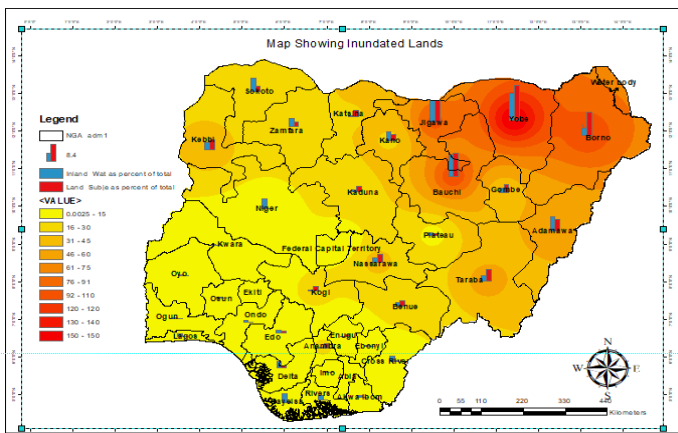 Map Showing Inundated Lands
Water body
Sokoto
Katsina
Jigawa
Yobe
Zamfara
Kano
Borno
Kebbi
Kaduna
Bauchi
Gombe
Niger
Adamawa
Plateau
Kwara
Federal Capital Territory
Nassarawa
Oyo
Taraba
Kogi
Ekiti
Osun
Benue
Ogun
Ondo
Lagos
Edo
Enugu
Anambra
Ebonyi
Cross River
Imo
Delta
Abia
Rivers
Bayelsa
Akwa Ibom
Legend
NGA adm1
8.4
Inland Wat as percent of total
Land Subje as percent of total
<VALUE>
0.0025 - 15
16 - 30
31 - 45
46 - 60
61 - 75
76 - 91
92 - 110
120 - 120
130 - 140
150 - 150
N
W
E
S
0 55 110 220 330 440
Kilometers